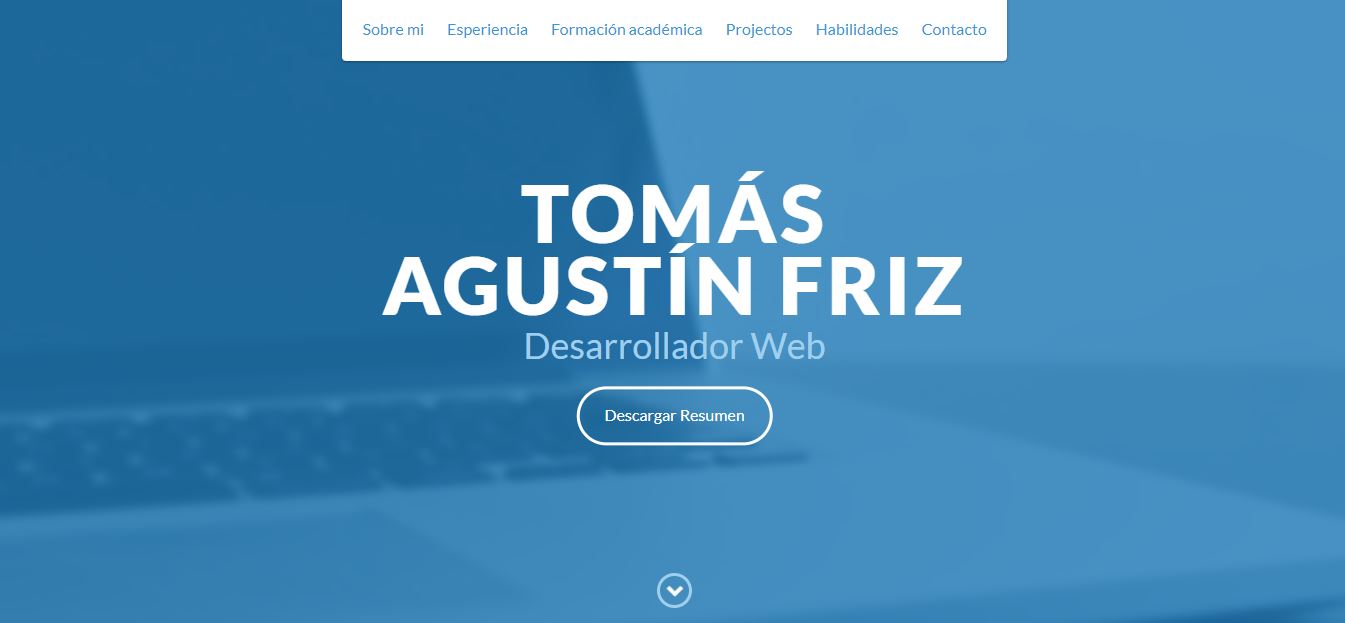 Sobre mi Esperiencia Formación académica Projectos Habilidades Contacto
TOMÁS
AGUSTÍN FRIZ
Desarrollador Web
Descargar Resumen